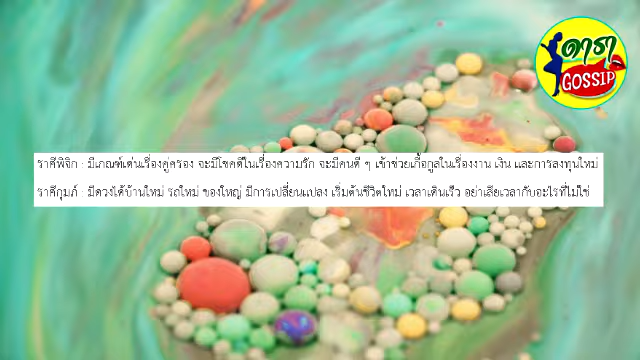 ดารา
GOSSIP
ราศีพิจิก : มีเกณฑ์เด่นเรื่องคู่ครอง จะมีโชคดีในเรื่องความรัก จะมีคนดี ๆ เข้าช่วยเกื้อกูลในเรื่องงาน เงิน และการลงทุนใหม่
ราศีกุมภ์ : มีดวงได้บ้านใหม่ รถใหม่ ของใหญ่ มีการเปลี่ยนแปลง เริ่มต้นชีวิตใหม่ เวลาเดินเร็ว อย่าเสียเวลากับอะไรที่ไม่ใช่